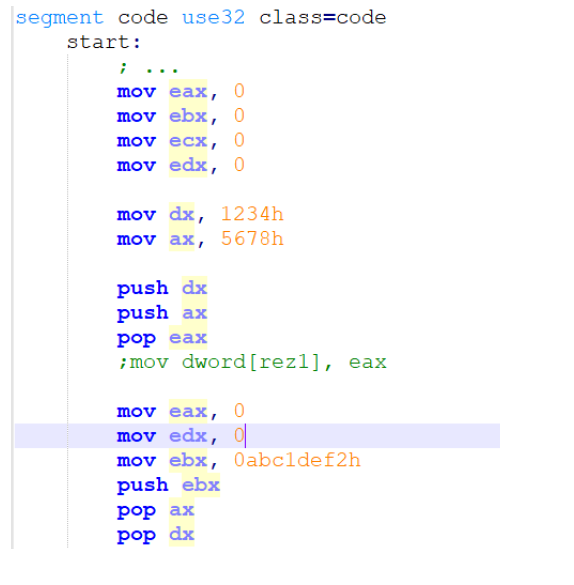 segment code use32 class=code
start:
; ...
mov eax, 0
mov ebx, 0
mov ecx, 0
mov edx, 0
mov dx, 1234h
mov ax, 5678h
push dx
push ax
pop eax
;mov dword[rez1], eax
mov eax, 0
mov edx, 0
mov ebx, 0abc1def2h
push ebx
pop ax
pop dx